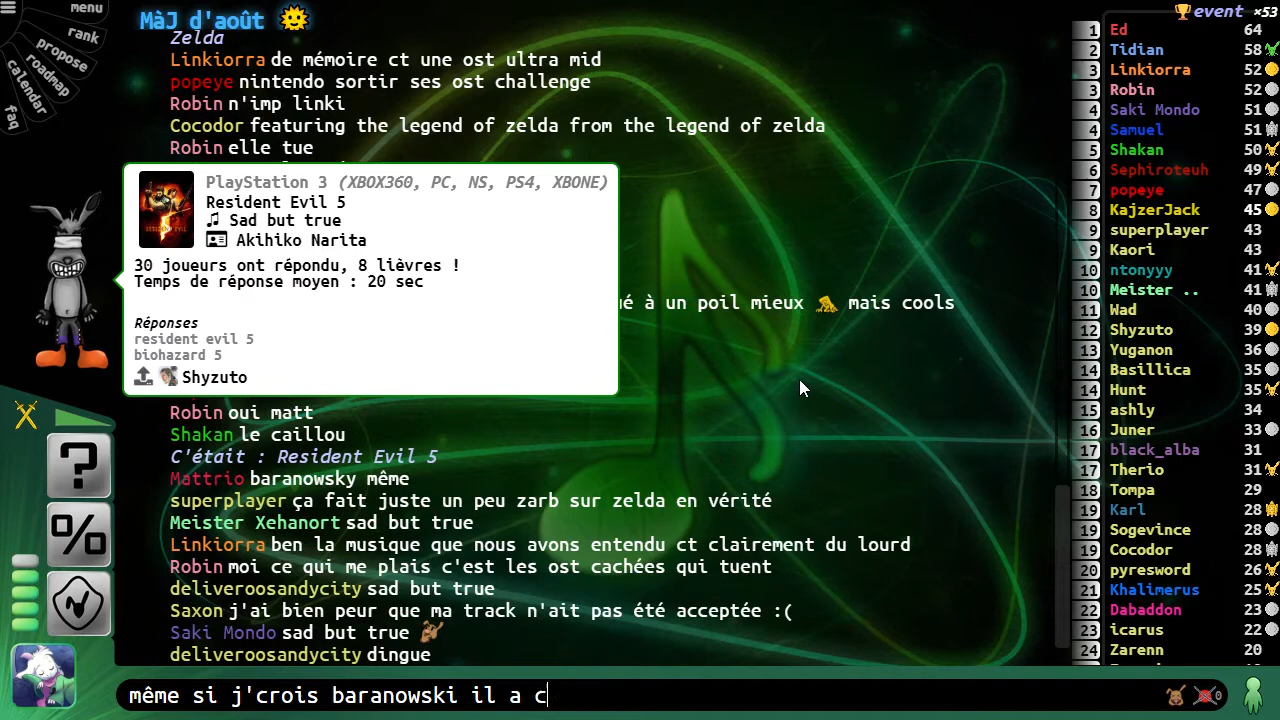 menu
rank
propose
roadmap
calendar
faq
MàJ d'août
Zelda
Linkiorra de mémoire ct une ost ultra mid
popeye nintendo sortir ses ost challenge
Robin n'imp linki
Cocodor featuring the legend of zelda from the legend of zelda
Robin elle tue
PlayStation 3 (XBOX360, PC, NS, PS4, XBONE)
Resident Evil 5
Sad but true
Akihiko Narita
30 joueurs ont répondu, 8 lièvres !
Temps de réponse moyen : 20 sec
Réponses
resident evil 5
biohazard 5
Shyzuto
ué à un poil mieux mais cools
Robin oui matt
Shakan le caillou
C'était : Resident Evil 5
Mattrio baranowsky même
superplayer ça fait juste un peu zarb sur zelda en vérité
Meister Xehanort sad but true
Linkiorra ben la musique que nous avons entendu ct clairement du lourd
Robin moi ce qui me plais c'est les ost cachées qui tuent
deliveroosandycity sad but true
Saxon j'ai bien peur que ma track n'ait pas été acceptée :(
Saki Mondo sad but true
deliveroosandycity dingue
même si j'crois baranowski il a c
0
event ×53
1 Ed 64
2 Tidian 58
3 Linkiorra 52
3 Robin 52
4 Saki Mondo 51
4 Samuel 51
5 Shakan 50
6 Sephiroteuh 49
7 popeye 47
8 KajzerJack 45
9 superplayer 43
9 Kaori 43
10 ntonyyy 41
10 Meister .. 41
11 Wad 40
12 Shyzuto 39
13 Yuganon 36
14 Basillica 35
14 Hunt 35
15 ashly 34
16 Juner 33
17 black_alba 31
17 Therio 31
18 Tompa 29
19 Karl 28
19 Sogevince 28
19 Cocodor 28
20 pyresword 26
21 Khalimerus 25
22 Dabaddon 23
23 icarus 22
24 Zarenn 20